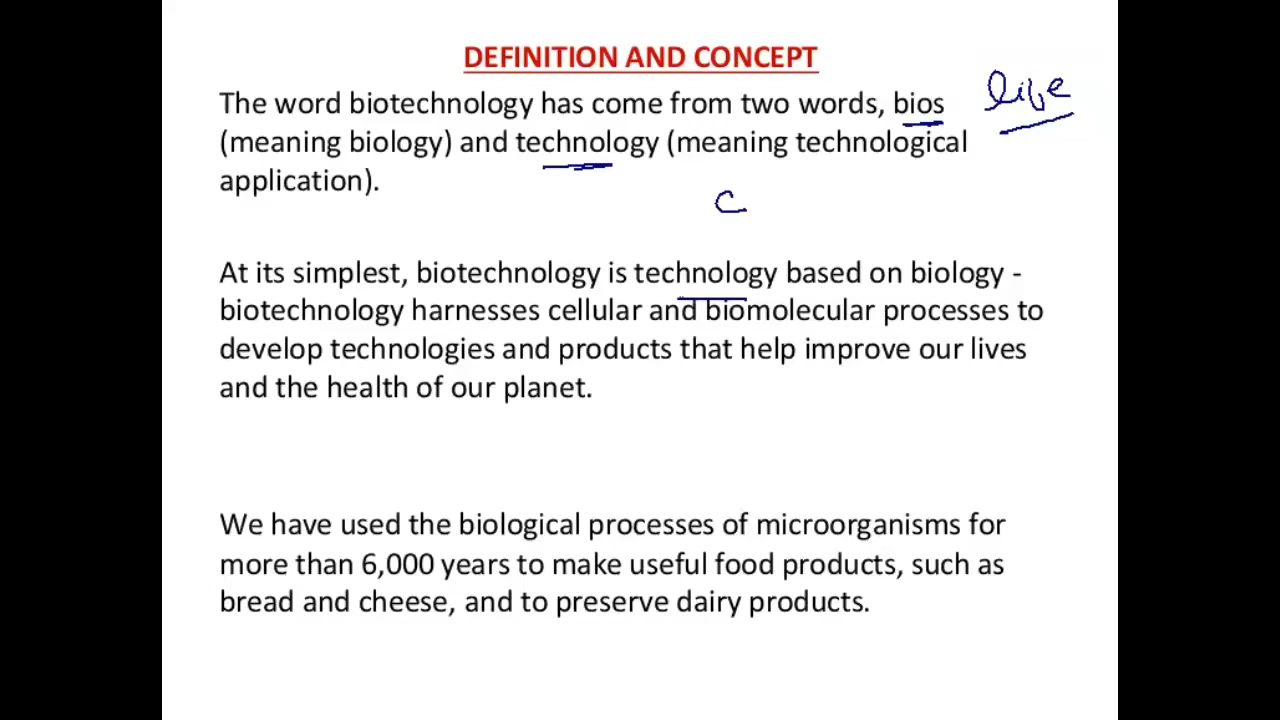 DEFINITION AND CONCEPT
The word biotechnology has come from two words, bios
live
(meaning biology) and technology (meaning technological
application).
C
At its simplest, biotechnology is technology based on biology -
biotechnology harnesses cellular and biomolecular processes to
develop technologies and products that help improve our lives
and the health of our planet.
We have used the biological processes of microorganisms for
more than 6,000 years to make useful food products, such as
bread and cheese, and to preserve dairy products.